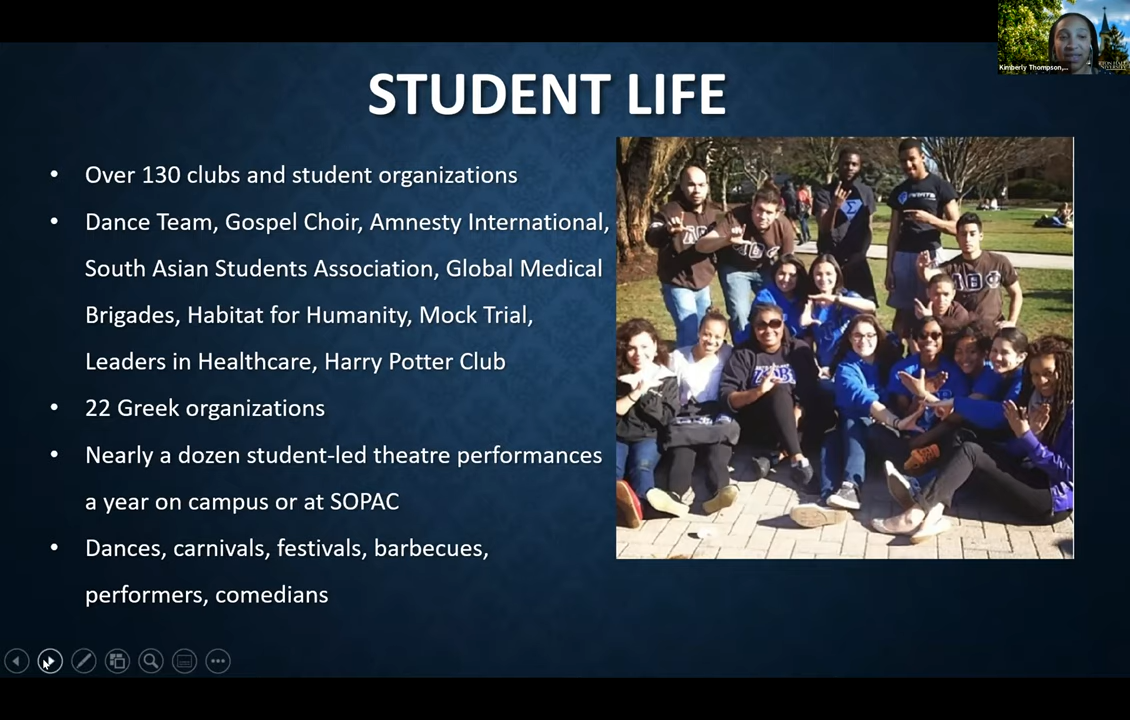 Kimberly Thompson,...
STUDENT LIFE
• Over 130 clubs and student organizations
• Dance Team, Gospel Choir, Amnesty International,
South Asian Students Association, Global Medical
Brigades, Habitat for Humanity, Mock Trial,
Leaders in Healthcare, Harry Potter Club
• 22 Greek organizations
• Nearly a dozen student-led theatre performances
a year on campus or at SOPAC
• Dances, carnivals, festivals, barbecues,
performers, comedians